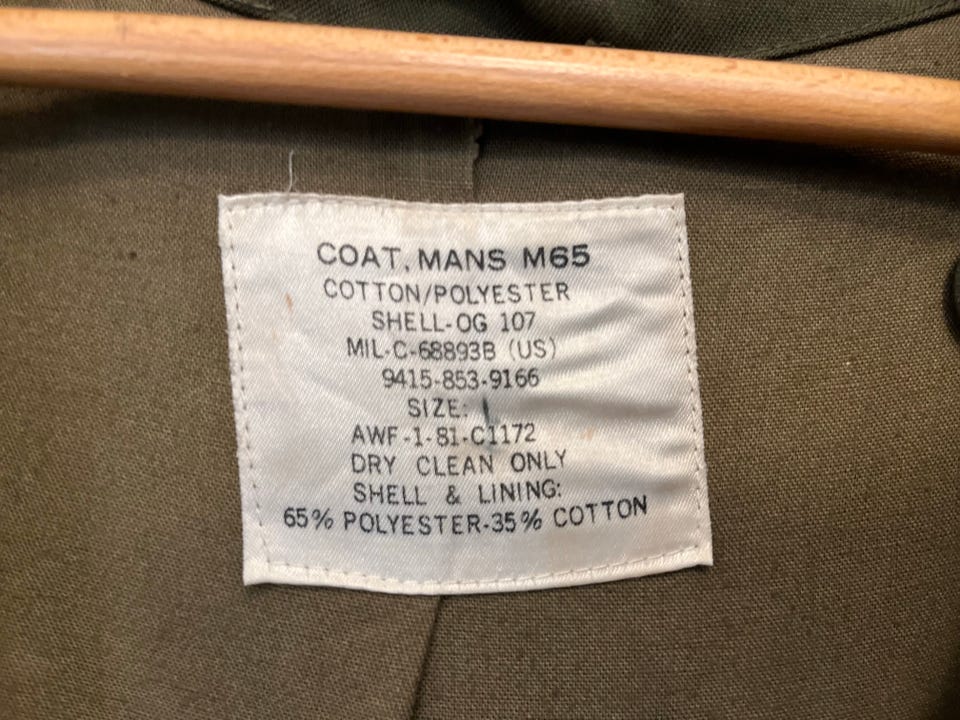 COAT, MANS M65
COTTON/POLYESTER
SHELL-OG 107
MIL-C-68893B (US)
9415-853-9166
SIZE: L
AWF-1-81-C1172
DRY CLEAN ONLY
SHELL & LINING:
65% POLYESTER-35% COTTON